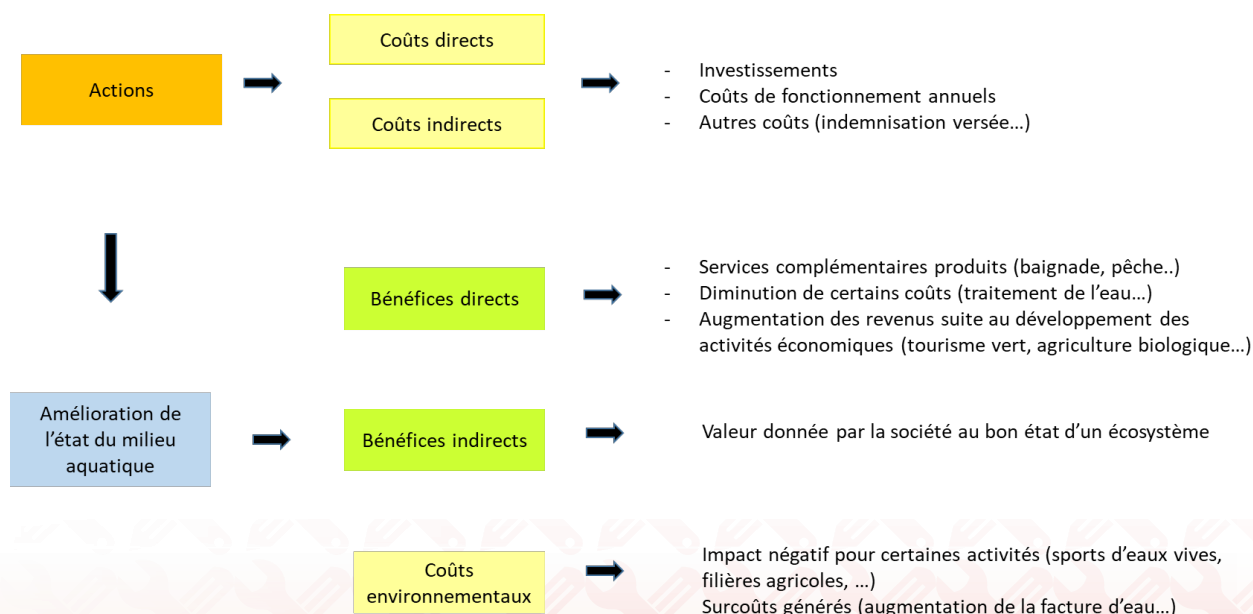 Coûts directs
Actions
Coûts indirects
- Investissements
- Coûts de fonctionnement annuels
- Autres coûts (indemnisation versée…)
Bénéfices directs
- Services complémentaires produits (baignade, pêche..)
- Diminution de certains coûts (traitement de l’eau…)
- Augmentation des revenus suite au développement des
activités économiques (tourisme vert, agriculture biologique…)
Amélioration de
l’état du milieu
aquatique
Bénéfices indirects
Valeur donnée par la société au bon état d’un écosystème
Coûts
environnementaux
Impact négatif pour certaines activités (sports d’eaux vives,
filières agricoles, …)
Surcoûts générés (augmentation de la facture d’eau…)